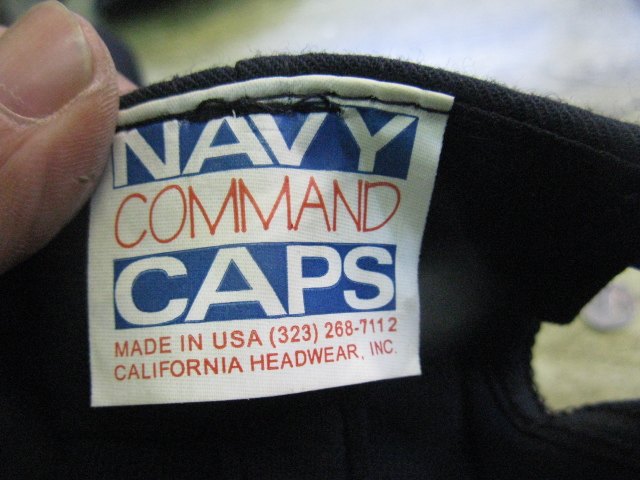 NAVY
COMMAND
CAPS
MADE IN USA (323) 268-7112
CALIFORNIA HEADWEAR, INC.